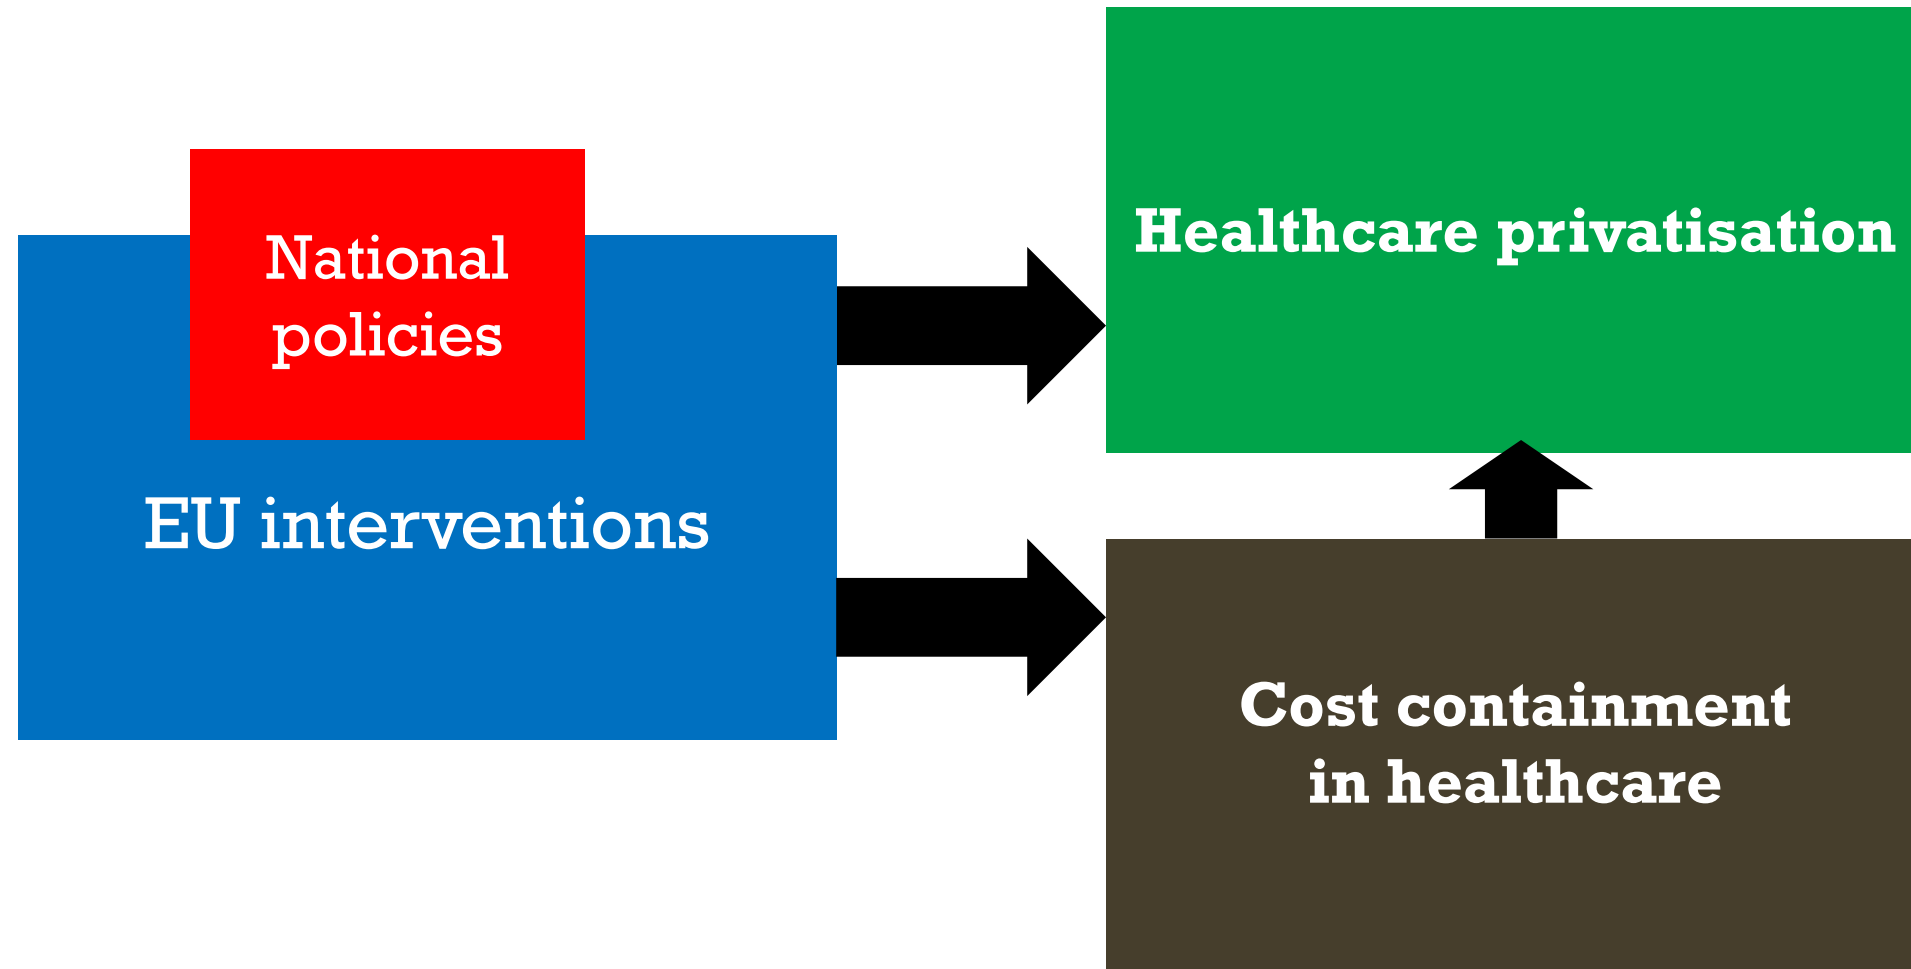 National
policies
EU interventions
Healthcare privatisation
Cost containment
in healthcare